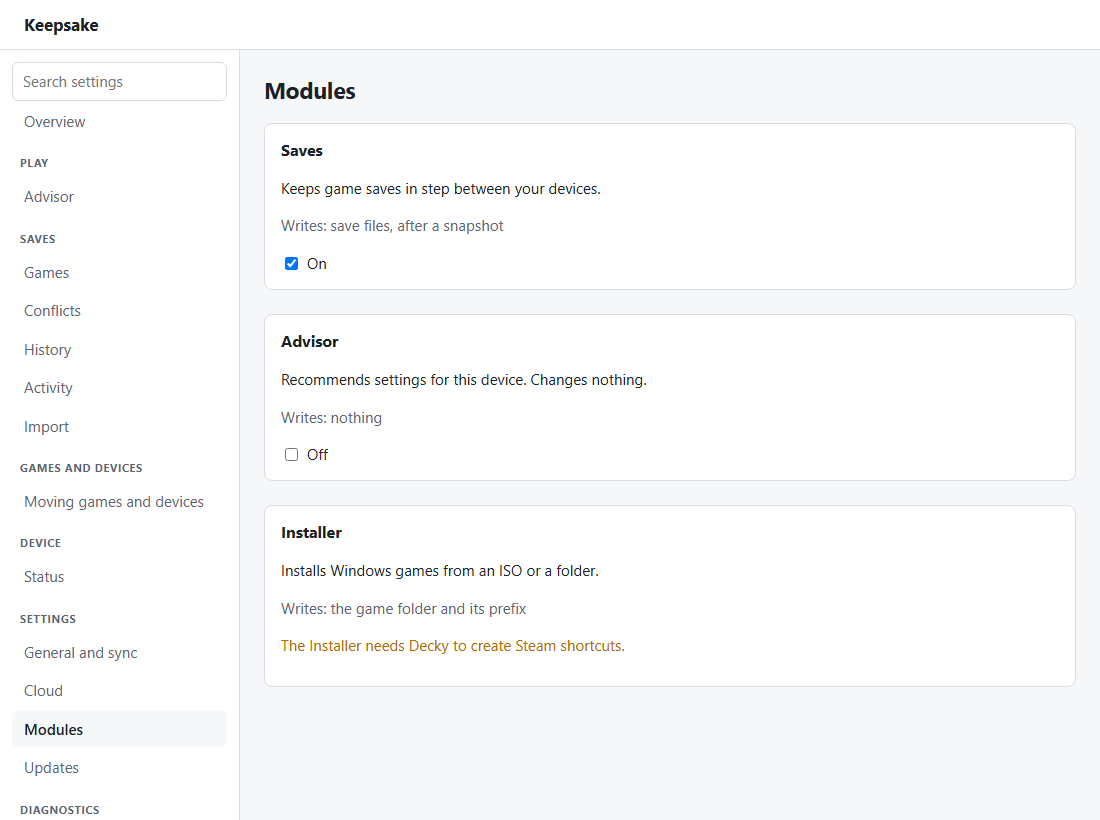 Keepsake
Search settings
Overview
PLAY
Advisor
SAVES
Games
Conflicts
History
Activity
Import
GAMES AND DEVICES
Moving games and devices
DEVICE
Status
SETTINGS
General and sync
Cloud
Modules
Updates
DIAGNOSTICS
Modules
Saves
Keeps game saves in step between your devices.
Writes: save files, after a snapshot
On
Advisor
Recommends settings for this device. Changes nothing.
Writes: nothing
Off
Installer
Installs Windows games from an ISO or a folder.
Writes: the game folder and its prefix
The Installer needs Decky to create Steam shortcuts.